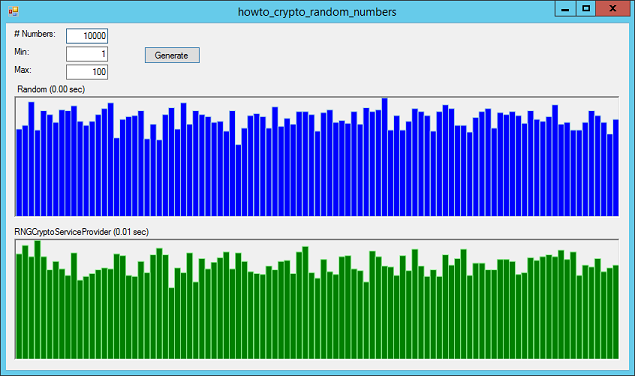 howto_crypto_random_numbers
# Numbers: 10000
Min: 1
Generate
Max: 100
Random (0.00 sec)
RNGCryptoServiceProvider (0.01 sec)